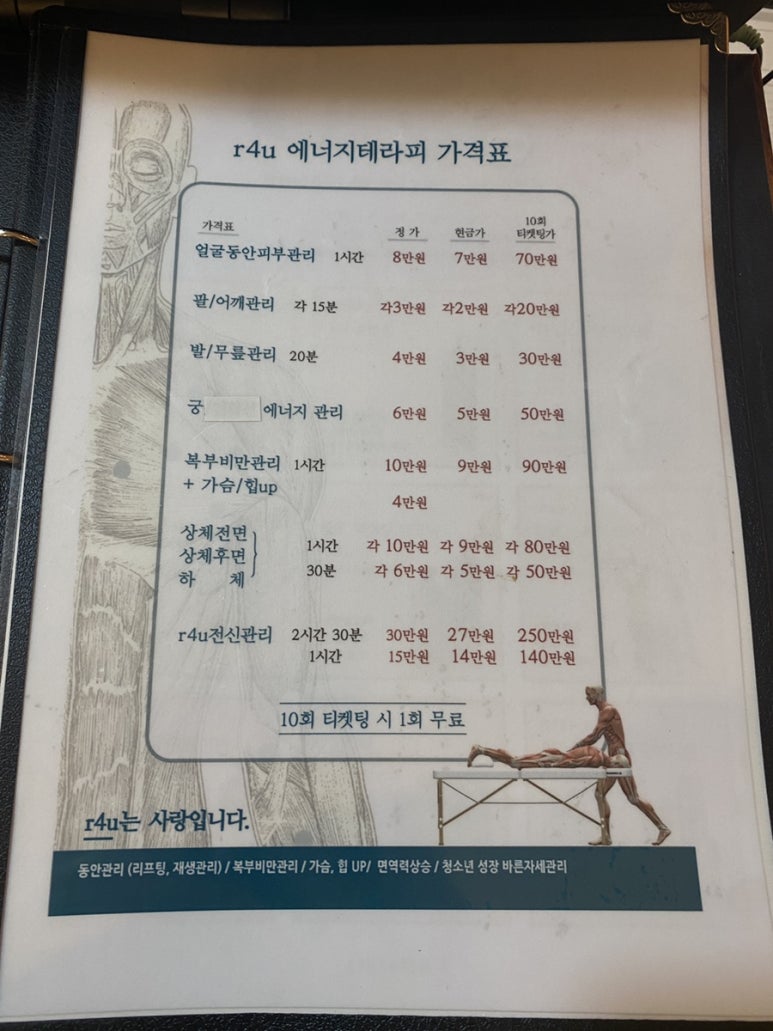 r4u 에너지테라피 가격표
가격표 정 가 현금가 10회 티켓팅가
얼굴동안피부관리 1시간 8만원 7만원 70만원
팔/어깨관리 각 15분 각3만원 각2만원 각20만원
발/무릎관리 20분 4만원 3만원 30만원
궁 에너지 관리 6만원 5만원 50만원
복부비만관리 1시간 10만원 9만원 90만원
+ 가슴/힙up 4만원
상체전면
상체후면 1시간 각 10만원 각 9만원 각 80만원
하 체 30분 각 6만원 각 5만원 각 50만원
r4u전신관리 2시간 30분 30만원 27만원 250만원
1시간 15만원 14만원 140만원
10회 티켓팅 시 1회 무료
r4u는 사랑입니다.
동안관리 (리프팅, 재생관리) / 복부비만관리 / 가슴, 힙 UP/ 면역력상승 / 청소년 성장 바른자세관리